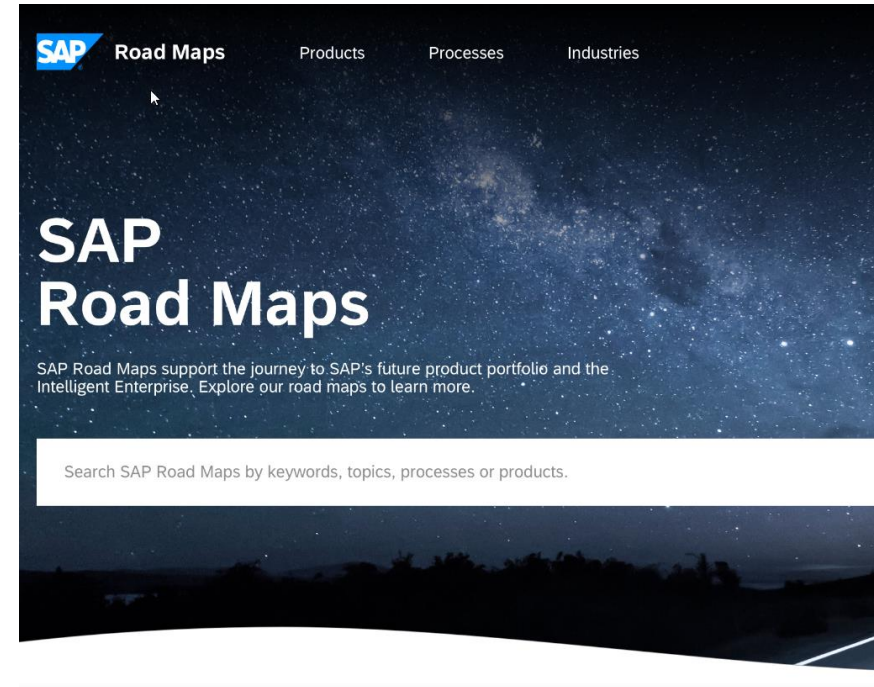 SAP Road Maps Products Processes Industries
SAP
Road Maps
SAP Road Maps support the journey to SAP's future product portfolio and the
Intelligent Enterprise. Explore our road maps to learn more.
Search SAP Road Maps by keywords, topics, processes or products.